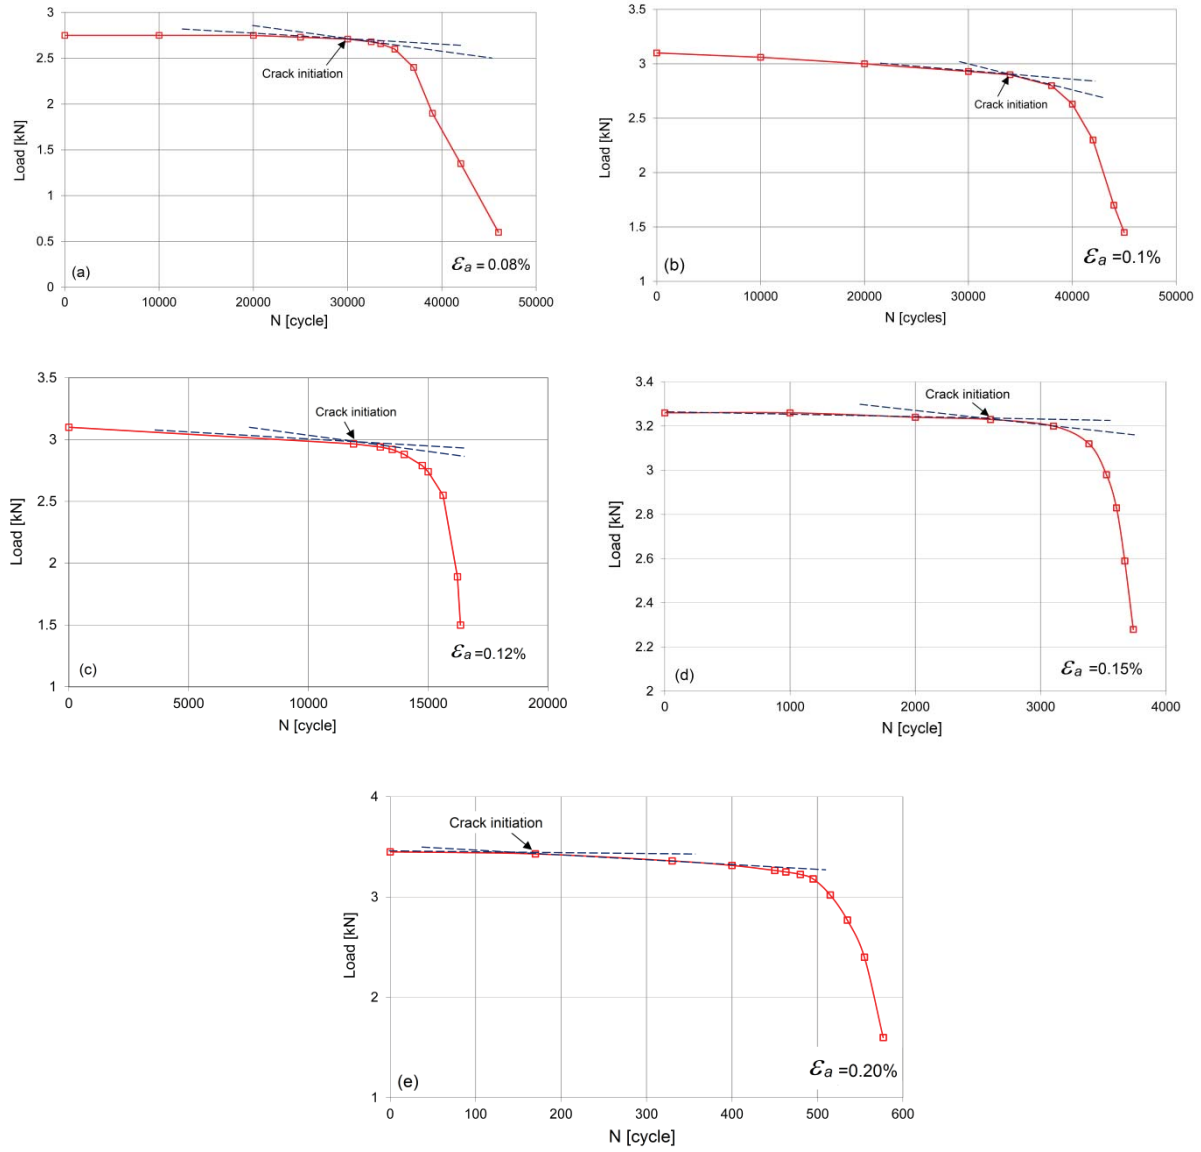 3
2.5
2
1.5
1
0.5
0
Load [kN]
Crack initiation
(a)
Ɛa = 0.08%
0 10000 20000 30000 40000 50000
N [cycle]
3.5
3
2.5
2
1.5
1
Load [kN]
Crack initiation
(b)
Ɛa =0.1%
0 10000 20000 30000 40000 50000
N [cycles]
3.5
3
2.5
2
1.5
1
Load [kN]
Crack initiation
(c)
Ɛa =0.12%
0 5000 10000 15000 20000
N [cycle]
3.4
3.2
3
2.8
2.6
2.4
2.2
2
Load [kN]
Crack initiation
(d)
Ɛa =0.15%
0 1000 2000 3000 4000
N [cycle]
4
3
2
1
Load [kN]
Crack initiation
(e)
Ɛa =0.20%
0 100 200 300 400 500 600
N [cycle]